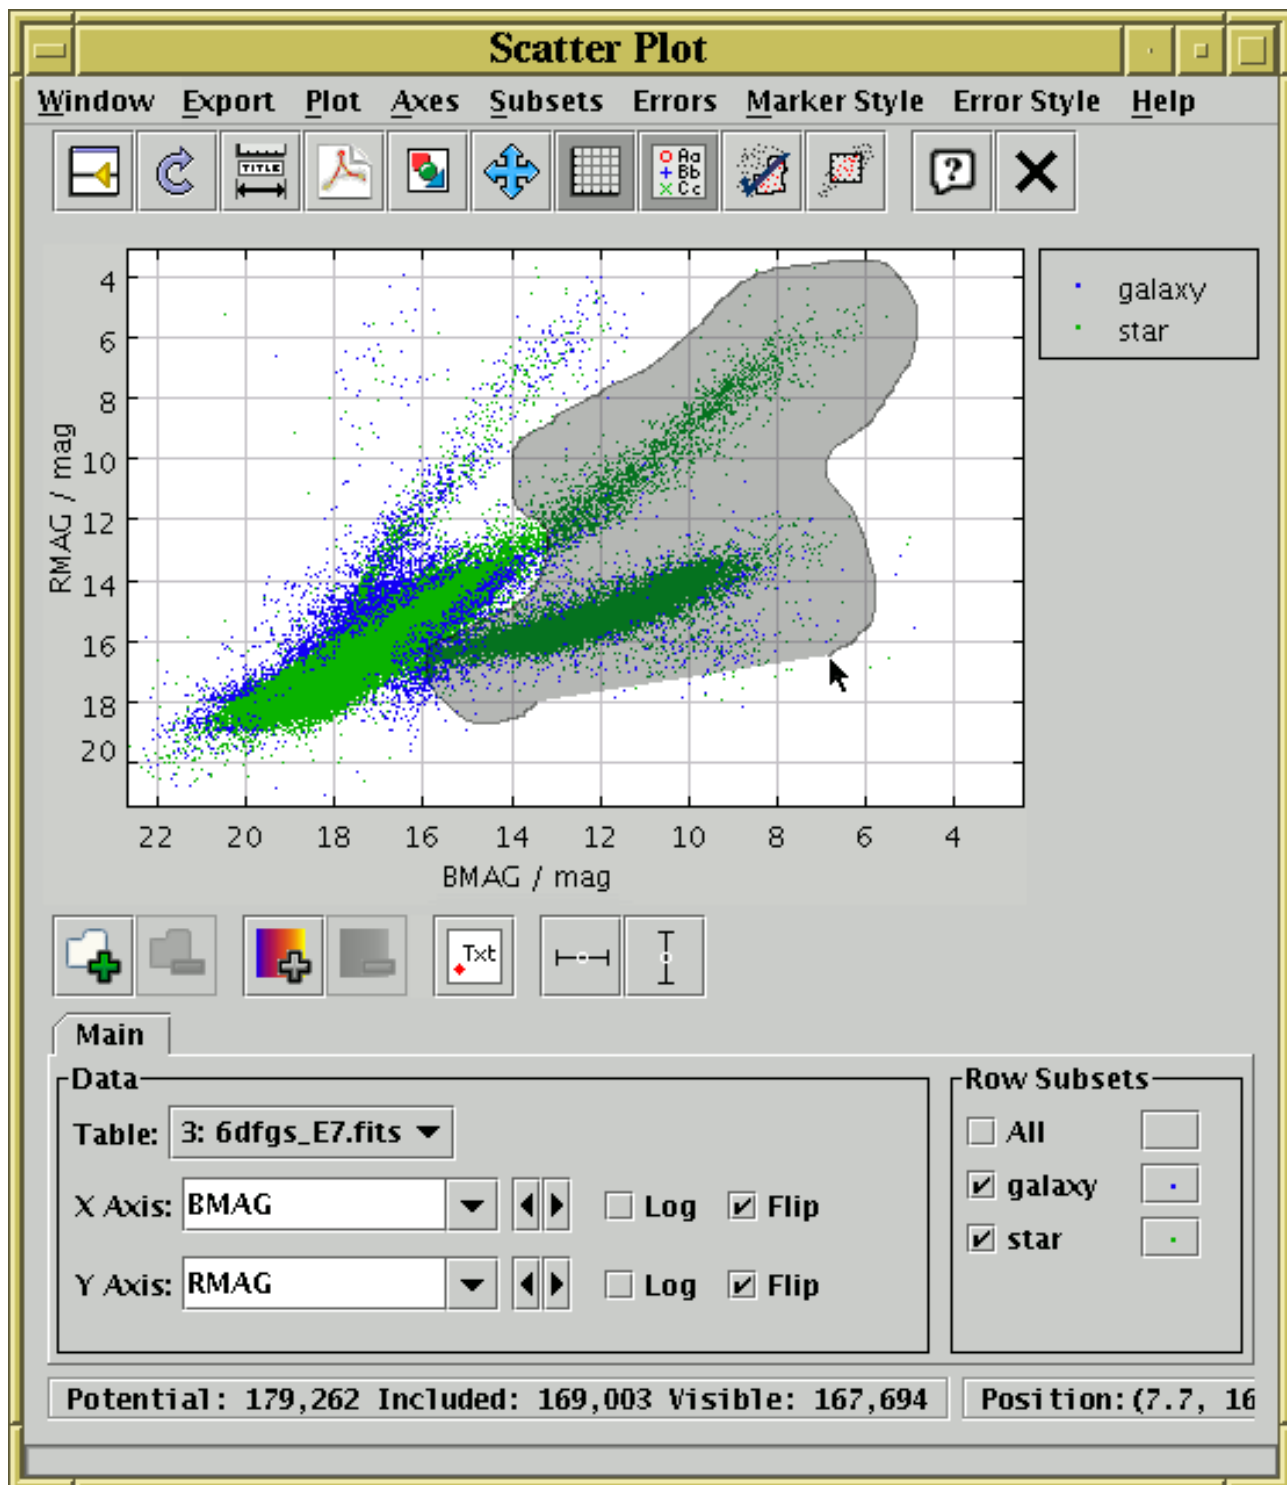 Scatter Plot
Window Export Plot Axes Subsets Errors Marker Style Error Style Help
TITLE
Aa
Bb
Cc
?
galaxy
star
4
6
8
10
12
14
16
18
20
RMAG / mag
22 20 18 16 14 12 10 8 6 4
BMAG / mag
Txt
Main
Data
Table: 3: 6dfgs_E7.fits
X Axis: BMAG Log Flip
Y Axis: RMAG Log Flip
Row Subsets
All
galaxy
star
Potential: 179,262 Included: 169,003 Visible: 167,694 Position:(7.7, 16